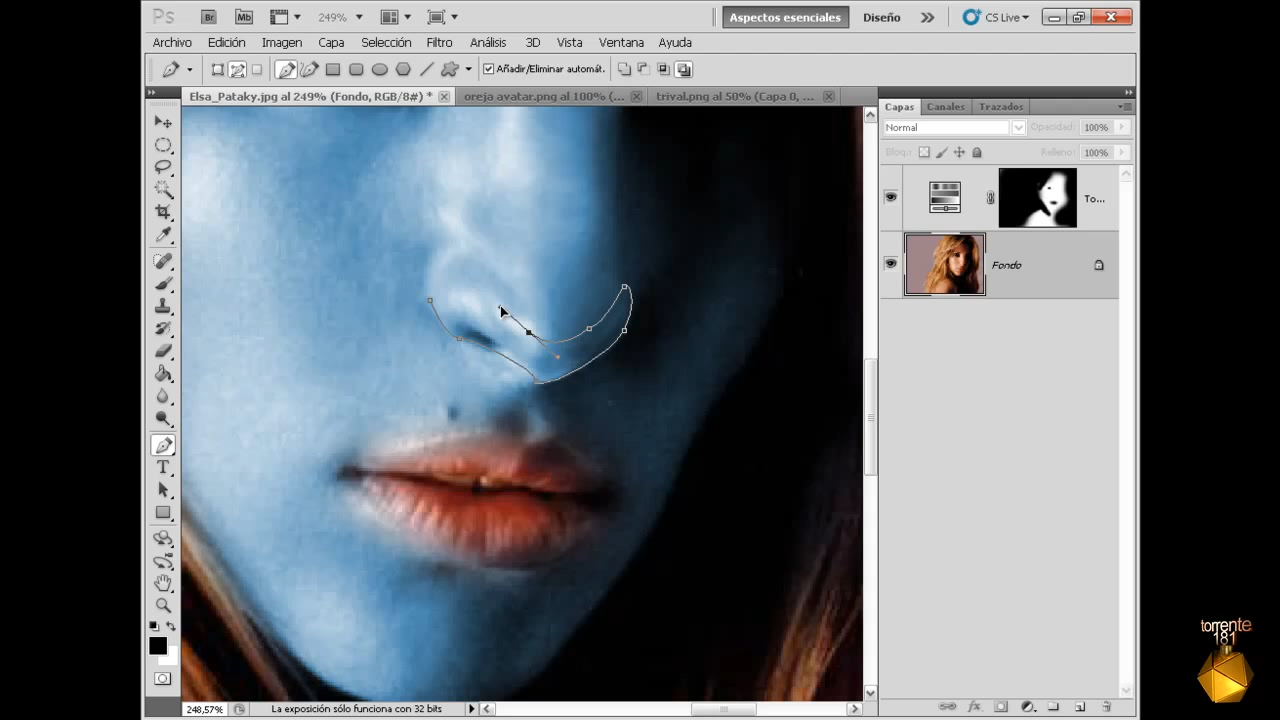 Ps Br Mb 249% Aspectos esenciales Diseño CS Live
Archivo Edición Imagen Capa Selección Filtro Análisis 3D Vista Ventana Ayuda
Añadir/Eliminar automát.
Elsa_Pataky.jpg al 249% (Fondo, RGB/8#) * oreja avatar.png al 100% (... trival.png al 50% (Capa 0, ...
Capas Canales Trazados
Normal Opacidad: 100%
Bloq.: Relleno: 100%
To...
Fondo
T
248,57% La exposición sólo funciona con 32 bits
fx
torrente
181